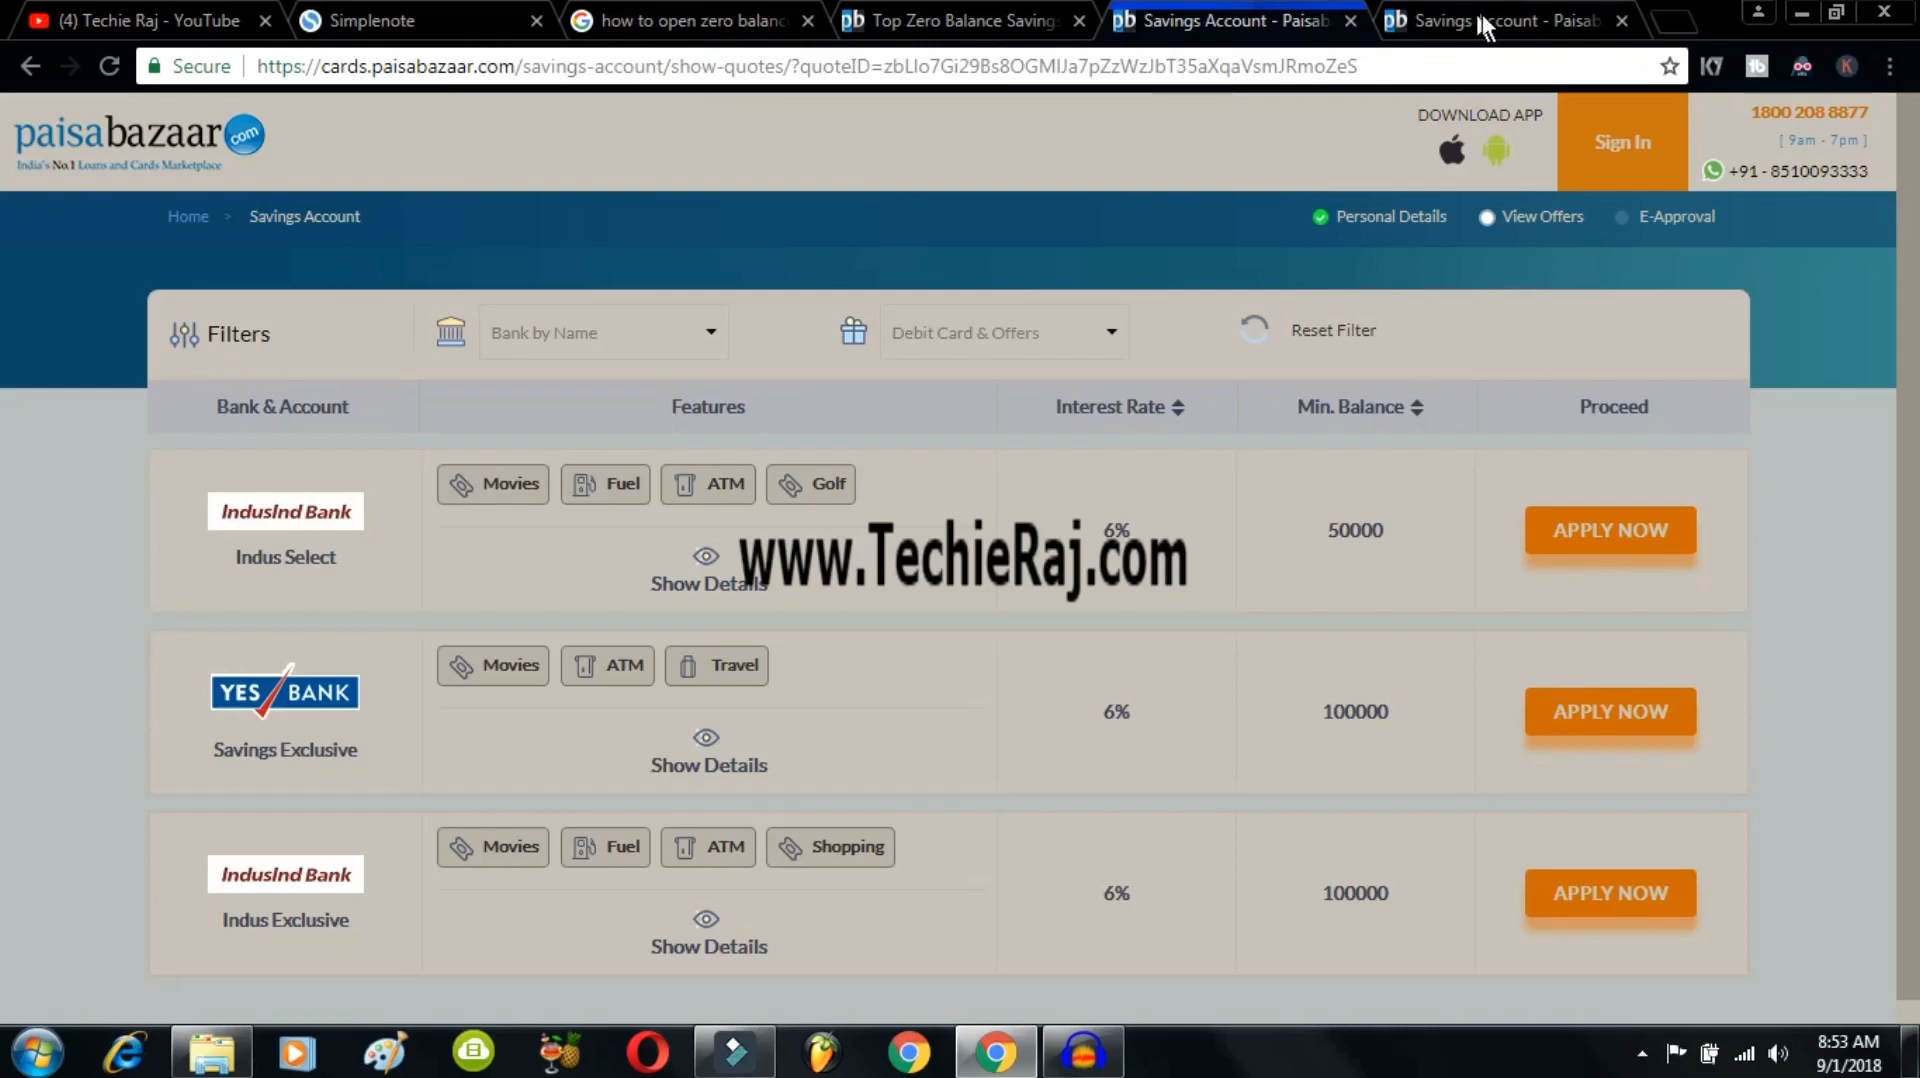 (4) Techie Raj - YouTube
Simplenote
how to open zero balanc
Top Zero Balance Savings
Savings Account - Paisab
Savings Account - Paisab
Secure
https://cards.paisabazaar.com/savings-account/show-quotes/?quoteID=zbLIo7Gi29Bs8OGMIJa7pZzWzJbT35aXqaVsmJRmoZeS
paisabazaar.com
India's No.1 Loans and Cards Marketplace
DOWNLOAD APP
Sign In
1800 208 8877
[ 9am - 7pm ]
+91 - 8510093333
Home > Savings Account
Personal Details
View Offers
E-Approval
Filters
Bank by Name
Debit Card & Offers
Reset Filter
Bank & Account
Features
Interest Rate
Min. Balance
Proceed
IndusInd Bank
Indus Select
Movies
Fuel
ATM
Golf
Show Details
6%
50000
APPLY NOW
www.TechieRaj.com
YES BANK
Savings Exclusive
Movies
ATM
Travel
Show Details
6%
100000
APPLY NOW
IndusInd Bank
Indus Exclusive
Movies
Fuel
ATM
Shopping
Show Details
6%
100000
APPLY NOW
8:53 AM
9/1/2018